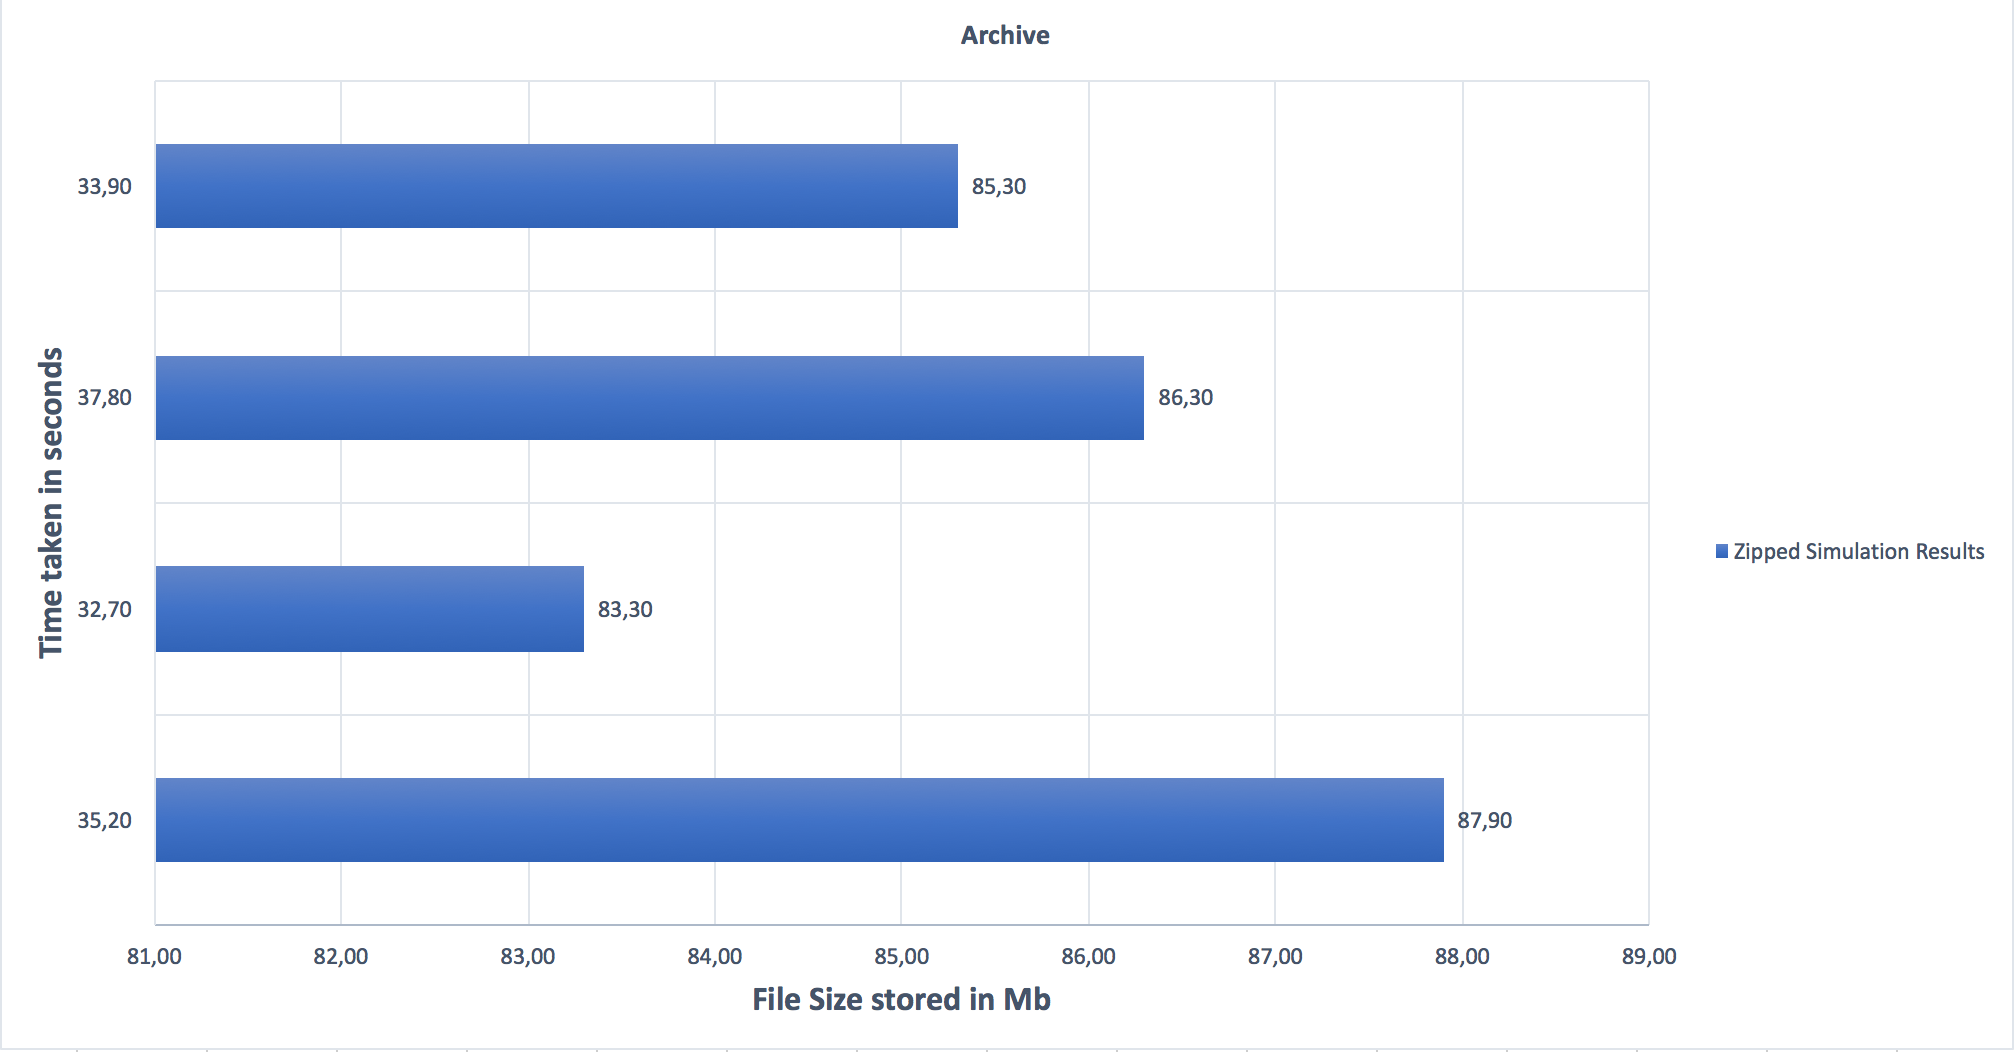 Archive
Time taken in seconds
33,90
85,30
37,80
86,30
32,70
83,30
35,20
87,90
81,00 82,00 83,00 84,00 85,00 86,00 87,00 88,00 89,00
File Size stored in Mb
Zipped Simulation Results